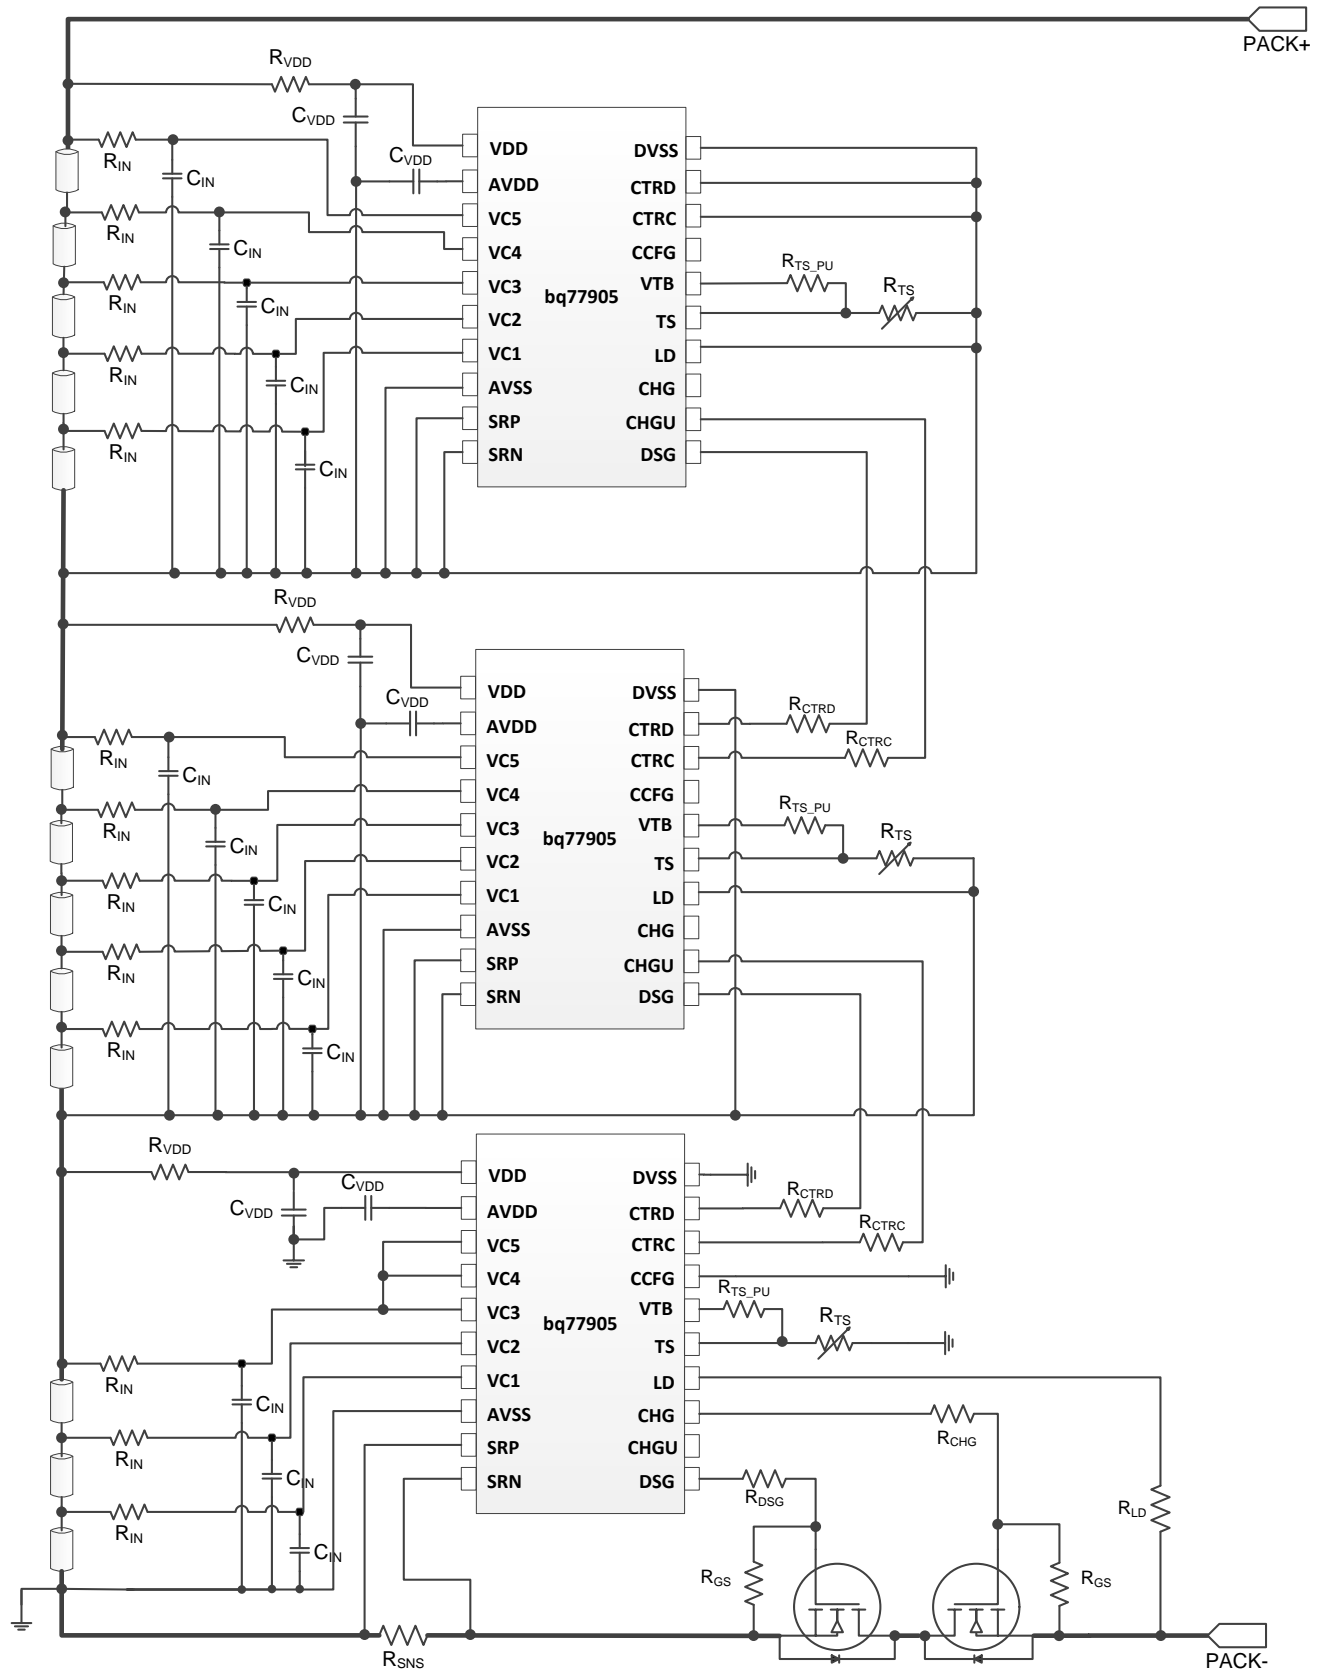 PACK+
RVDD
CVDD
CVDD
RIN
CIN
RIN
CIN
RIN
CIN
RIN
CIN
RIN
CIN
VDD
AVDD
VC5
VC4
VC3
VC2
VC1
AVSS
SRP
SRN
bq77905
DVSS
CTRD
CTRC
CCFG
VTB
TS
LD
CHG
CHGU
DSG
RTS_PU
RTS
RVDD
CVDD
CVDD
RIN
CIN
RIN
CIN
RIN
CIN
RIN
CIN
RIN
CIN
VDD
AVDD
VC5
VC4
VC3
VC2
VC1
AVSS
SRP
SRN
bq77905
DVSS
CTRD
CTRC
CCFG
VTB
TS
LD
CHG
CHGU
DSG
RCTRD
RCTRC
RTS_PU
RTS
RVDD
CVDD
CVDD
RIN
CIN
RIN
CIN
RIN
CIN
VDD
AVDD
VC5
VC4
VC3
VC2
VC1
AVSS
SRP
SRN
bq77905
DVSS
CTRD
CTRC
CCFG
VTB
TS
LD
CHG
CHGU
DSG
RCTRD
RCTRC
RTS_PU
RTS
RCHG
RDSG
RLD
RGS
RGS
RSNS
PACK-